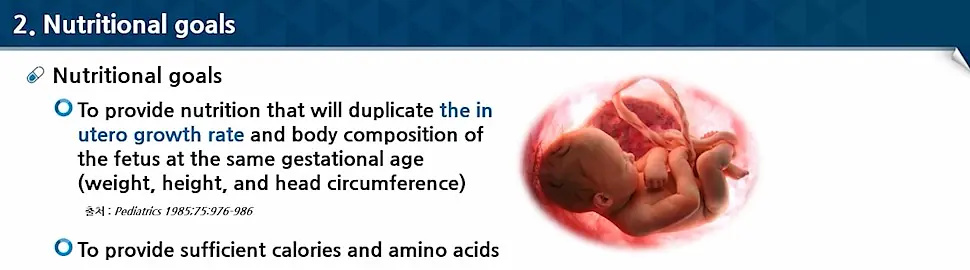 2. Nutritional goals
Nutritional goals
To provide nutrition that will duplicate the in
utero growth rate and body composition of
the fetus at the same gestational age
(weight, height, and head circumference)
출처 : Pediatrics 1985;75:976-986
To provide sufficient calories and amino acids